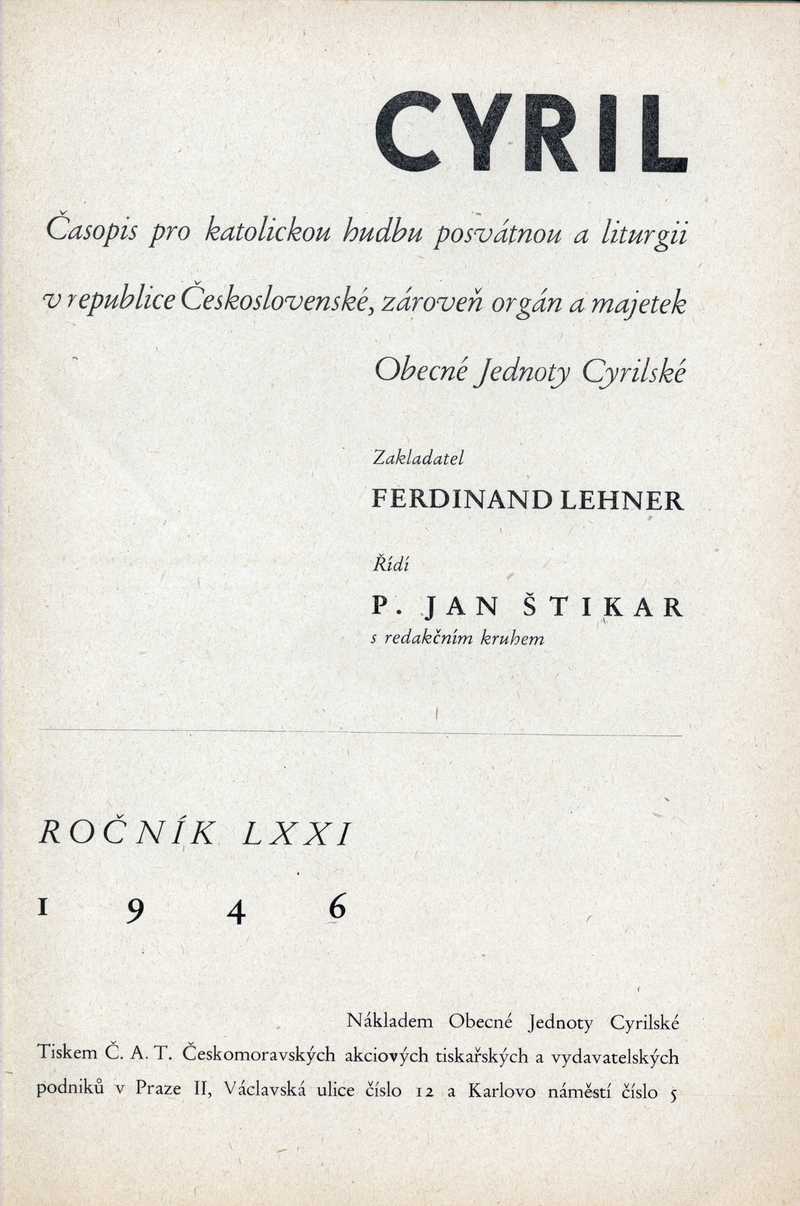 CYRIL
Časopis pro katolickou hudbu posvátnou a liturgii
v republice Československé, zároveň orgán a majetek
Obecné Jednoty Cyrilské
Zakladatel
FERDINAND LEHNER
Řídí
P. JAN ŠTIKAR
s redakčním kruhem
ROČNÍK LXXI
1 9 4 6
Nákladem Obecné Jednoty Cyrilské
Tiskem Č. A. T. Českomoravských akciových tiskařských a vydavatelských
podniků v Praze II, Václavská ulice číslo 12 a Karlovo náměstí číslo 5